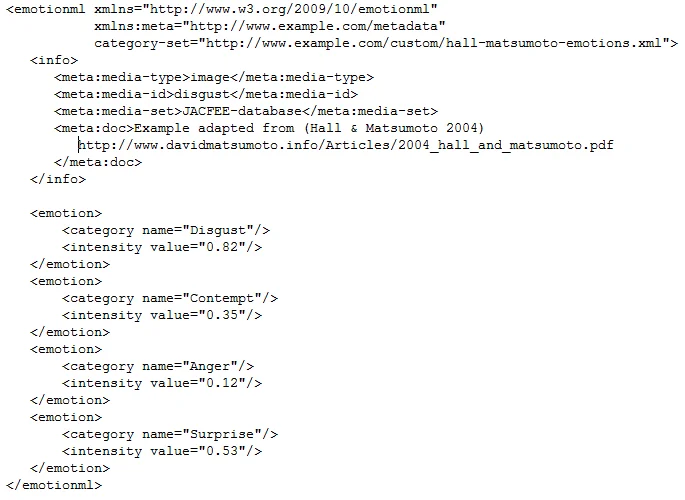 <emotionml xmlns="http://www.w3.org/2009/10/emotionml"
xmlns:meta="http://www.example.com/metadata"
category-set="http://www.example.com/custom/hall-matsumoto-emotions.xml">
<info>
<meta:media-type>image</meta:media-type>
<meta:media-id>disgust</meta:media-id>
<meta:media-set>JACFEE-database</meta:media-set>
<meta:doc>Example adapted from (Hall & Matsumoto 2004)
http://www.davidmatsumoto.info/Articles/2004_hall_and_matsumoto.pdf
</meta:doc>
</info>
<emotion>
<category name="Disgust"/>
<intensity value="0.82"/>
</emotion>
<emotion>
<category name="Contempt"/>
<intensity value="0.35"/>
</emotion>
<emotion>
<category name="Anger"/>
<intensity value="0.12"/>
</emotion>
<emotion>
<category name="Surprise"/>
<intensity value="0.53"/>
</emotion>
</emotionml>